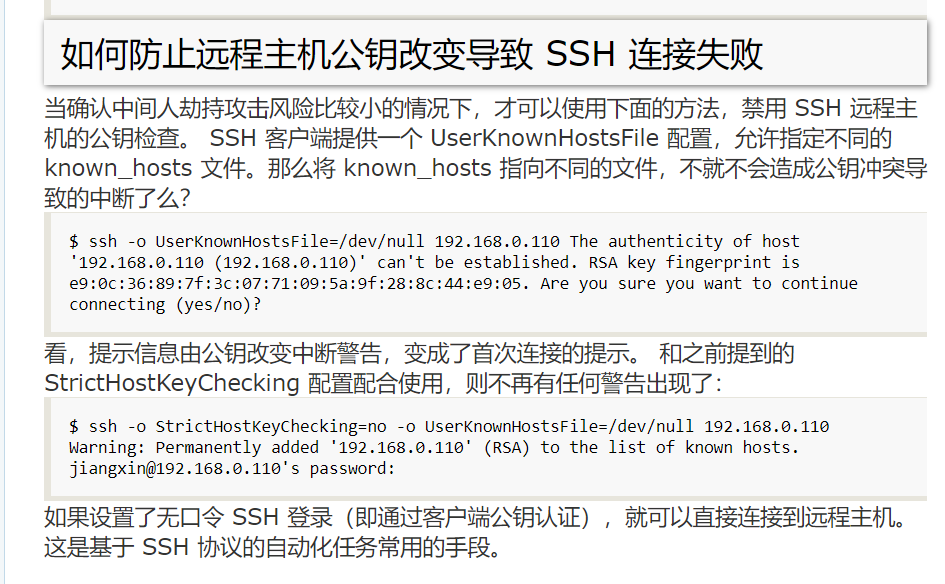 如何防止远程主机公钥改变导致 SSH 连接失败
当确认中间人劫持攻击风险比较小的情况下，才可以使用下面的方法，禁用 SSH 远程主
机的公钥检查。 SSH 客户端提供一个 UserKnownHostsFile 配置，允许指定不同的
known_hosts 文件。那么将 known_hosts 指向不同的文件，不就不会造成公钥冲突导
致的中断了么？
$ ssh -o UserKnownHostsFile=/dev/null 192.168.0.110 The authenticity of host
'192.168.0.110 (192.168.0.110)' can't be established. RSA key fingerprint is
e9:0c:36:89:7f:3c:07:71:09:5a:9f:28:8c:44:e9:05. Are you sure you want to continue
connecting (yes/no)?
看，提示信息由公钥改变中断警告，变成了首次连接的提示。 和之前提到的
StrictHostKeyChecking 配置配合使用，则不再有任何警告出现了：
$ ssh -o StrictHostKeyChecking=no -o UserKnownHostsFile=/dev/null 192.168.0.110
Warning: Permanently added '192.168.0.110' (RSA) to the list of known hosts.
jiangxin@192.168.0.110's password:
如果设置了无口令 SSH 登录（即通过客户端公钥认证），就可以直接连接到远程主机。
这是基于 SSH 协议的自动化任务常用的手段。